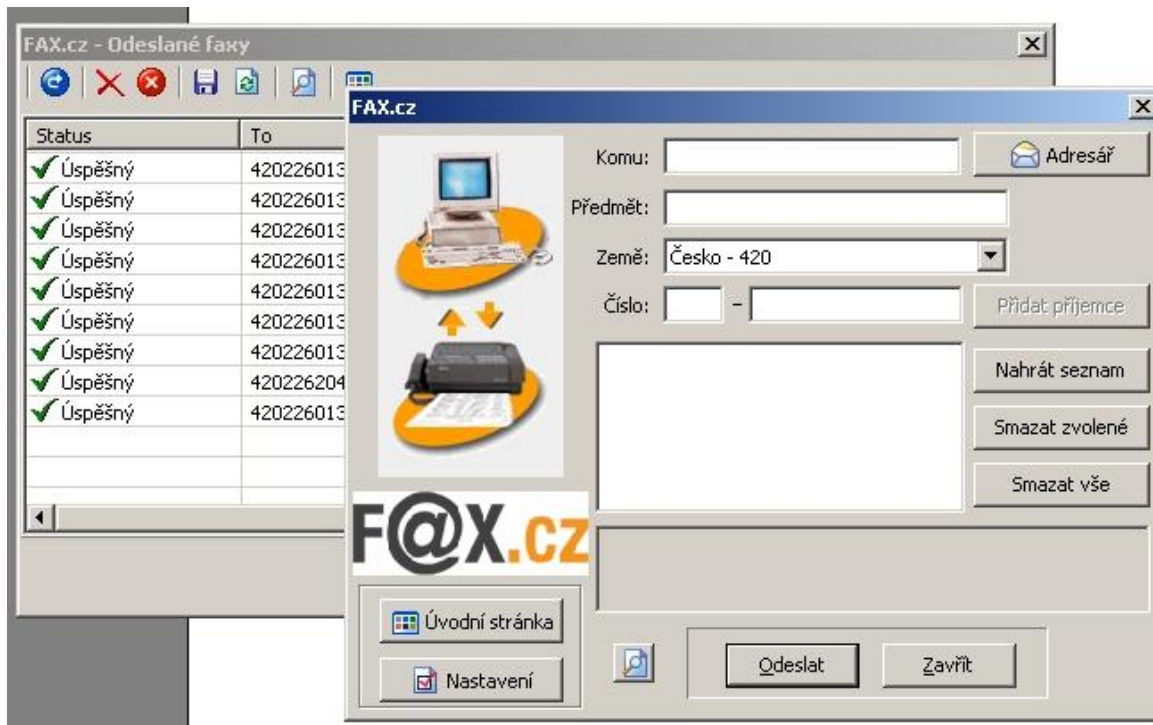 FAX.cz - Odeslané faxy
Status To
Úspěšný 420226013
Úspěšný 420226013
Úspěšný 420226013
Úspěšný 420226013
Úspěšný 420226013
Úspěšný 420226013
Úspěšný 420226013
Úspěšný 420226204
Úspěšný 420226013
FAX.cz
Komu: Adresář
Předmět:
Země: Česko - 420
Číslo: - Přidat příjemce
Nahrát seznam
Smazat zvolené
Smazat vše
F@X.cz
Úvodní stránka
Nastavení
Odeslat Zavřít